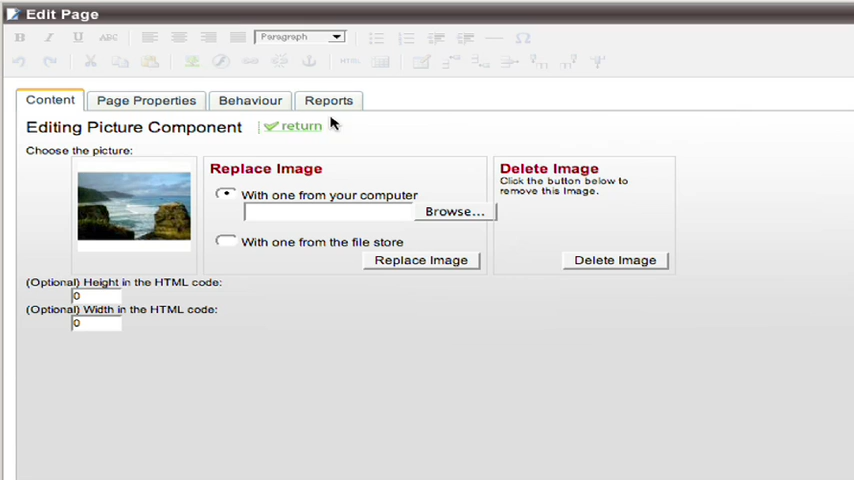 Edit Page
B I U ABC Paragraph Ω
HTML
Content Page Properties Behaviour Reports
Editing Picture Component return
Choose the picture:
Replace Image
With one from your computer
Browse...
With one from the file store
Replace Image
Delete Image
Click the button below to
remove this Image.
Delete Image
(Optional) Height in the HTML code:
0
(Optional) Width in the HTML code:
0